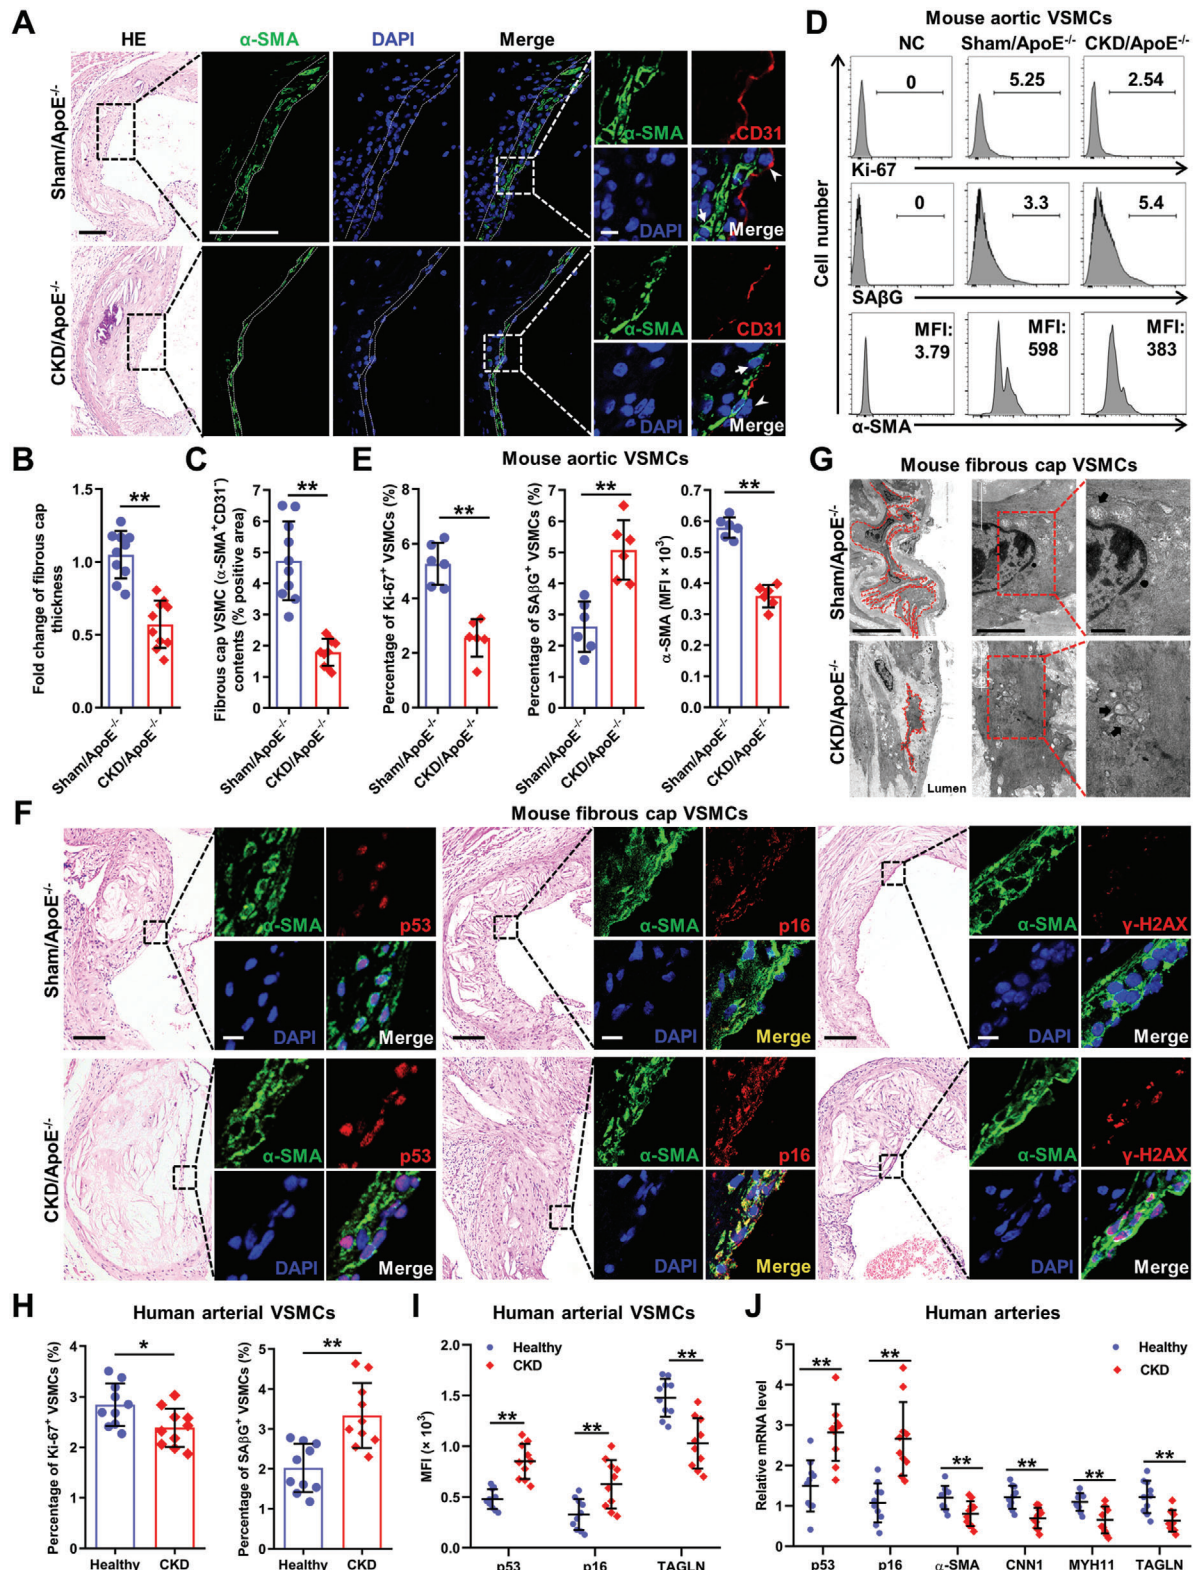 A
HE
α-SMA
DAPI
Merge
Sham/ApoE-/-
α-SMA
CD31
DAPI
Merge
CKD/ApoE-/-
α-SMA
CD31
DAPI
Merge
D
Mouse aortic VSMCs
NC
Sham/ApoE-/-
CKD/ApoE-/-
0
5.25
2.54
Ki-67
0
3.3
5.4
SAβG
MFI:
3.79
MFI:
598
MFI:
383
α-SMA
Cell number
B
Fold change of fibrous cap
thickness
1.5
1.0
0.5
0.0
**
Sham/ApoE-/-
CKD/ApoE-/-
C
Fibrous cap VSMC (α-SMA+CD31-)
contents (% positive area)
7
6
5
4
3
2
1
0
**
Sham/ApoE-/-
CKD/ApoE-/-
E
Mouse aortic VSMCs
Percentage of Ki-67+ VSMCs (%)
8
6
4
2
0
**
Sham/ApoE-/-
CKD/ApoE-/-
Percentage of SAβG+ VSMCs (%)
7
6
5
4
3
2
1
0
**
Sham/ApoE-/-
CKD/ApoE-/-
α-SMA (MFI × 10³)
0.7
0.6
0.5
0.4
0.3
0.2
0.1
0.0
**
Sham/ApoE-/-
CKD/ApoE-/-
G
Mouse fibrous cap VSMCs
Sham/ApoE-/-
CKD/ApoE-/-
Lumen
F
Mouse fibrous cap VSMCs
Sham/ApoE-/-
α-SMA
p53
DAPI
Merge
α-SMA
p16
DAPI
Merge
α-SMA
γ-H2AX
DAPI
Merge
CKD/ApoE-/-
α-SMA
p53
DAPI
Merge
α-SMA
p16
DAPI
Merge
α-SMA
γ-H2AX
DAPI
Merge
H
Human arterial VSMCs
Percentage of Ki-67+ VSMCs (%)
4
3
2
1
0
*
Healthy
CKD
Percentage of SAβG+ VSMCs (%)
5
4
3
2
1
0
**
Healthy
CKD
I
Human arterial VSMCs
MFI (× 10³)
2.0
1.5
1.0
0.5
0.0
Healthy
CKD
**
**
**
p53
p16
TAGLN
J
Human arteries
Relative mRNA level
5
4
3
2
1
0
Healthy
CKD
**
**
**
**
**
**
p53
p16
α-SMA
CNN1
MYH11
TAGLN